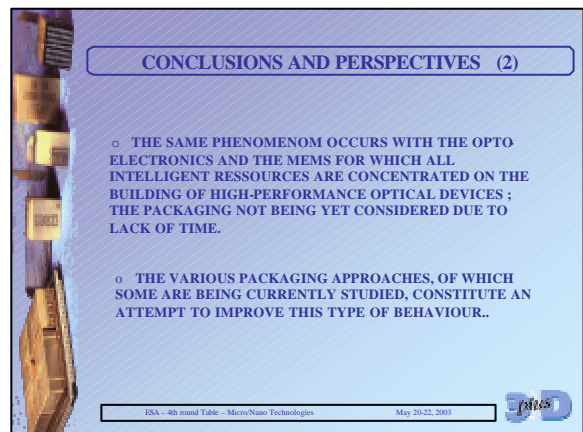 CONCLUSIONS AND PERSPECTIVES (2)
o THE SAME PHENOMENOM OCCURS WITH THE OPTO-
ELECTRONICS AND THE MEMS FOR WHICH ALL
INTELLIGENT RESSOURCES ARE CONCENTRATED ON THE
BUILDING OF HIGH-PERFORMANCE OPTICAL DEVICES ;
THE PACKAGING NOT BEING YET CONSIDERED DUE TO
LACK OF TIME.
o THE VARIOUS PACKAGING APPROACHES, OF WHICH
SOME ARE BEING CURRENTLY STUDIED, CONSTITUTE AN
ATTEMPT TO IMPROVE THIS TYPE OF BEHAVIOUR..
ESA – 4th round Table – Micro/Nano Technologies May 20-22, 2003
3D plus